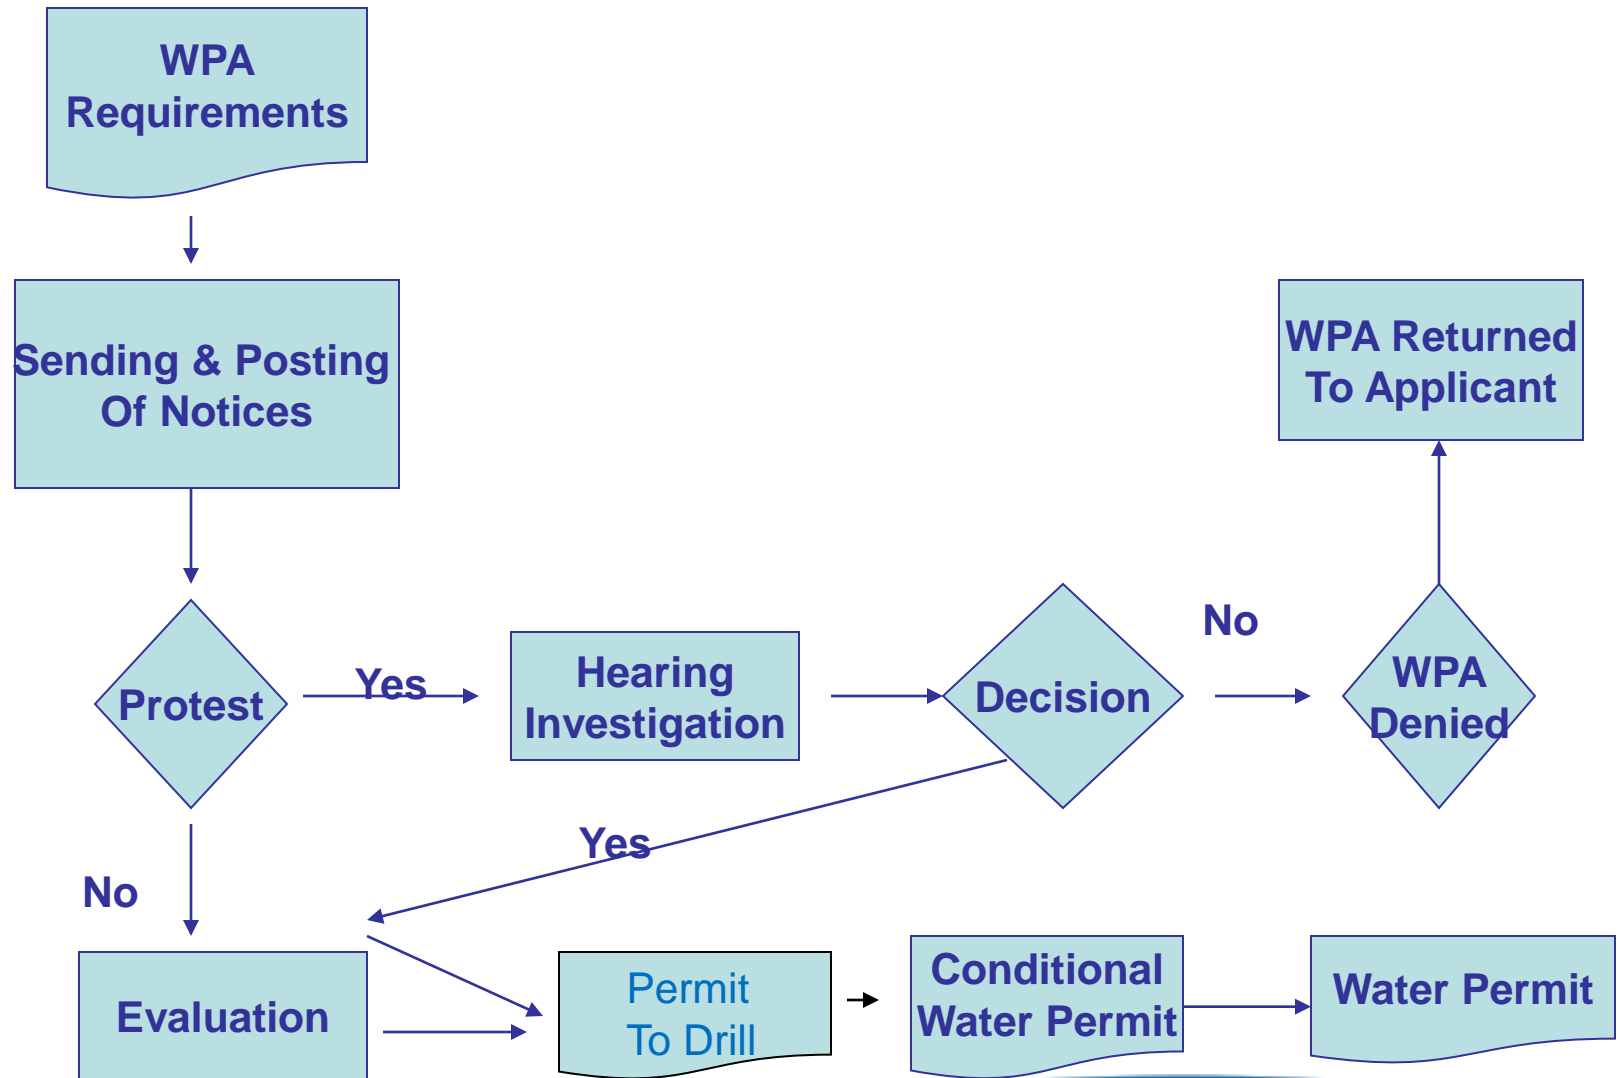 WPA
Requirements
Sending & Posting
Of Notices
WPA Returned
To Applicant
Protest
Yes
Hearing
Investigation
Decision
No
WPA
Denied
Yes
No
Evaluation
Permit
To Drill
Conditional
Water Permit
Water Permit